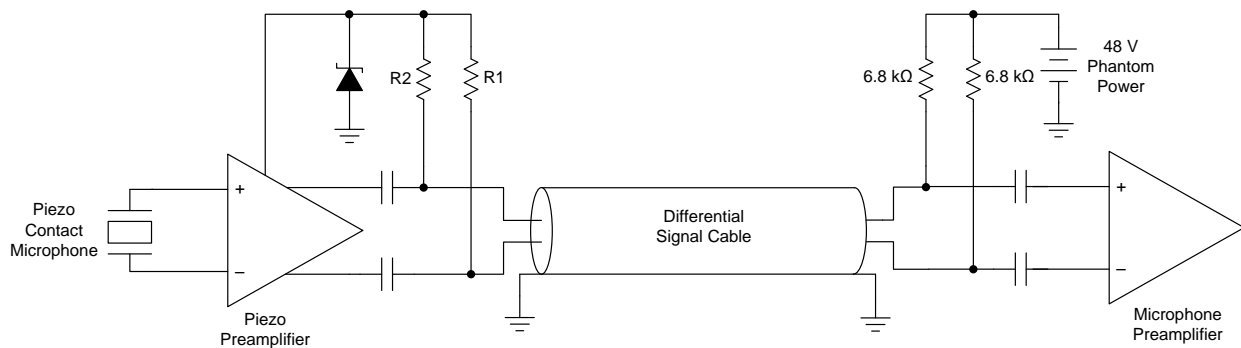 R2
R1
6.8 kΩ
6.8 kΩ
48 V
Phantom
Power
Piezo
Contact
Microphone
+
−
Piezo
Preamplifier
Differential
Signal Cable
+
−
Microphone
Preamplifier